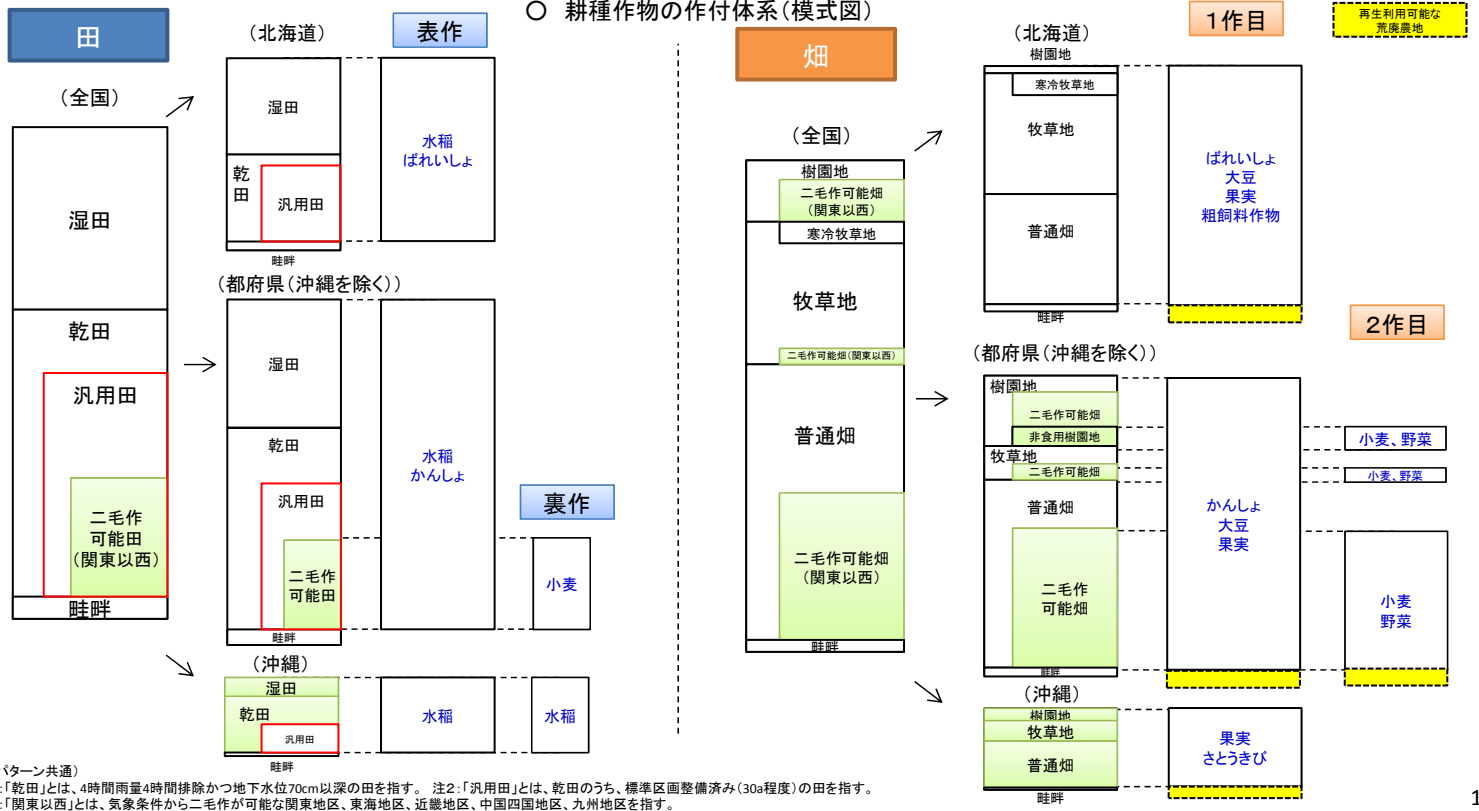 ○ 耕種作物の作付体系(模式図)
田
(全国)
湿田
乾田
汎用田
二毛作
可能田
(関東以西)
畦畔
(北海道)
表作
湿田
乾
田
汎用田
畦畔
水稲
ばれいしょ
(都府県(沖縄を除く))
湿田
乾田
汎用田
二毛作
可能田
畦畔
水稲
かんしょ
裏作
小麦
(沖縄)
湿田
乾田
汎用田
畦畔
水稲
水稲
畑
(全国)
樹園地
二毛作可能畑
(関東以西)
寒冷牧草地
牧草地
二毛作可能畑(関東以西)
普通畑
二毛作可能畑
(関東以西)
畦畔
(北海道)
樹園地
寒冷牧草地
牧草地
普通畑
畦畔
1作目
再生利用可能な
荒廃農地
ばれいしょ
大豆
果実
粗飼料作物
2作目
(都府県(沖縄を除く))
樹園地
二毛作可能畑
非食用樹園地
牧草地
二毛作可能畑
普通畑
二毛作
可能畑
畦畔
かんしょ
大豆
果実
小麦、野菜
小麦、野菜
小麦
野菜
(沖縄)
樹園地
牧草地
普通畑
畦畔
果実
さとうきび
パターン共通)
:「乾田」とは、4時間雨量4時間排除かつ地下水位70cm以深の田を指す。 注2:「汎用田」とは、乾田のうち、標準区画整備済み(30a程度)の田を指す。
:「関東以西」とは、気象条件から二毛作が可能な関東地区、東海地区、近畿地区、中国四国地区、九州地区を指す。
1